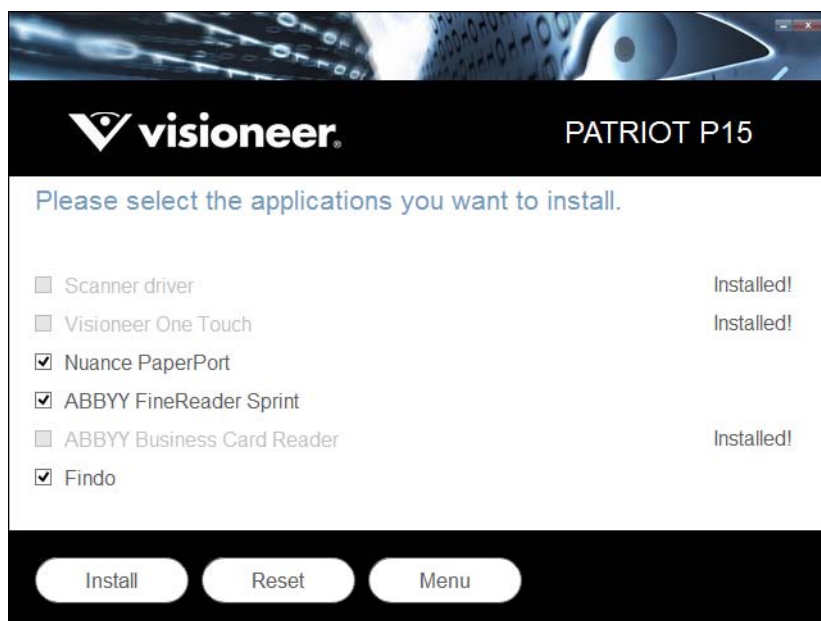 visioneer®
PATRIOT P15
Please select the applications you want to install.
Scanner driver Installed!
Visioneer One Touch Installed!
Nuance PaperPort
ABBYY FineReader Sprint
ABBYY Business Card Reader Installed!
Findo
Install Reset Menu